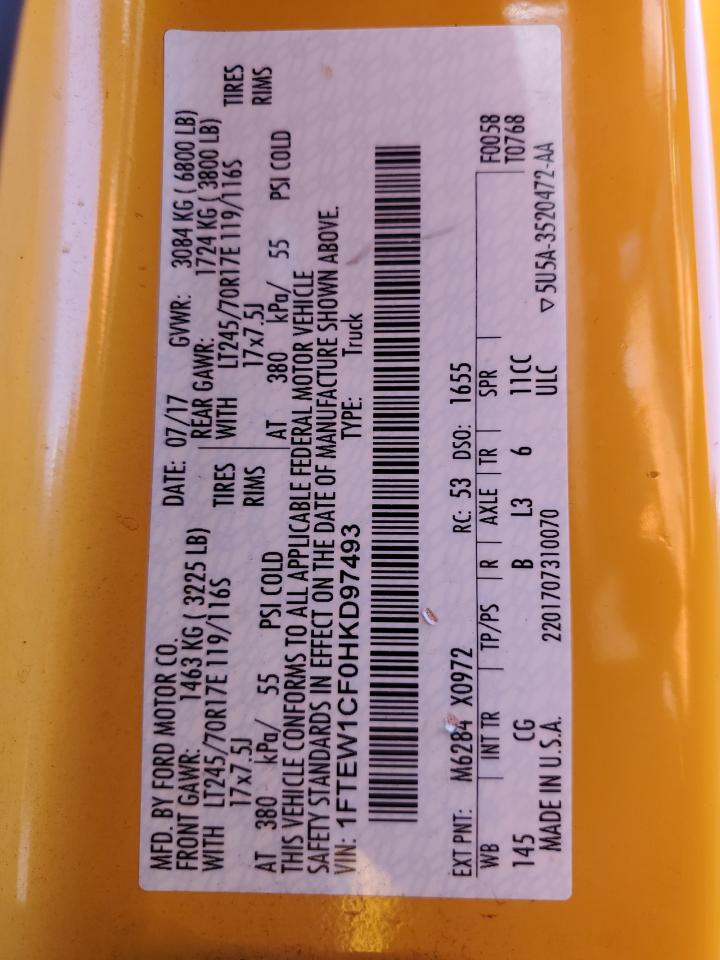 MFD. BY FORD MOTOR CO.
DATE: 07/17 GVWR: 3084 KG ( 6800 LB)
FRONT GAWR: 1463 KG ( 3225 LB)
REAR GAWR: 1724 KG ( 3800 LB)
WITH LT245/70R17E 119/116S TIRES
WITH LT245/70R17E 119/116S TIRES
17x7.5J RIMS
17x7.5J RIMS
AT 380 kPa/ 55 PSI COLD
AT 380 kPa/ 55 PSI COLD
THIS VEHICLE CONFORMS TO ALL APPLICABLE FEDERAL MOTOR VEHICLE
SAFETY STANDARDS IN EFFECT ON THE DATE OF MANUFACTURE SHOWN ABOVE.
VIN: 1FTEW1CF0HKD97493 TYPE: Truck
EXT PNT: M6284 X0972 RC: 53 DSO: 1655 F0058
WB INT TR TP/PS R AXLE TR SPR T0768
145 CG B L3 6 11CC
ULC
MADE IN U.S.A. 2201707310070 ▽5U5A-3520472-AA